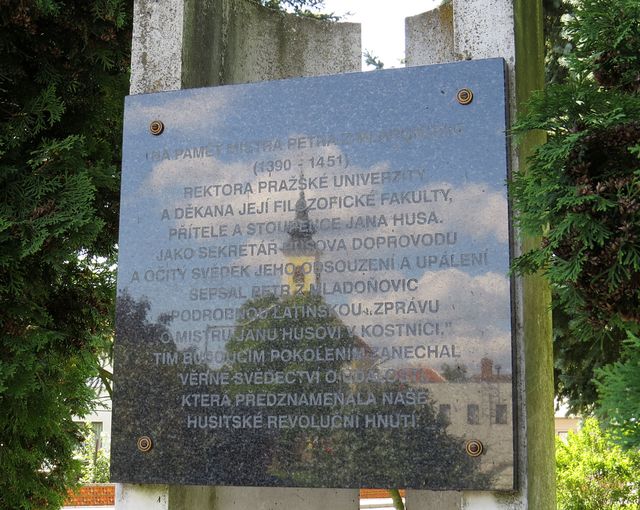 NA PAMĚŤ MISTRA PETRA Z MLADOŇOVIC
(1390 - 1451)
REKTORA PRAŽSKÉ UNIVERZITY
A DĚKANA JEJÍ FILOZOFICKÉ FAKULTY,
PŘÍTELE A STOUPENCE JANA HUSA.
JAKO SEKRETÁŘ HUSOVA DOPROVODU
A OČITÝ SVĚDEK JEHO ODSOUZENÍ A UPÁLENÍ
SEPSAL PETR Z MLADOŇOVIC
PODROBNOU LATINSKOU „ZPRÁVU
O MISTRU JANU HUSOVI V KOSTNICI.“
TÍM BUDOUCÍM POKOLENÍM ZANECHAL
VĚRNÉ SVĚDECTVÍ O UDÁLOSTI,
KTERÁ PŘEDZNAMENALA NAŠE
HUSITSKÉ REVOLUČNÍ HNUTÍ.